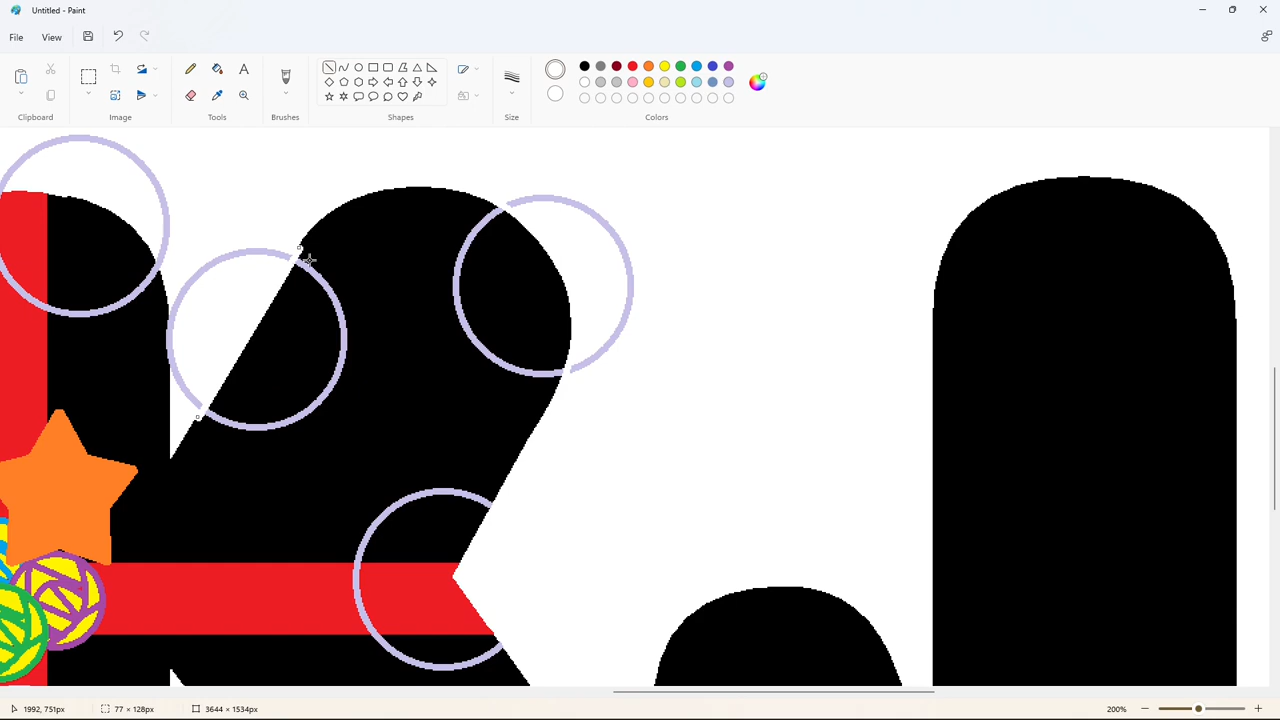 Untitled - Paint
File View
Clipboard Image Tools Brushes Shapes Size Colors
1992, 751px 77 × 128px 3644 × 1534px 200%